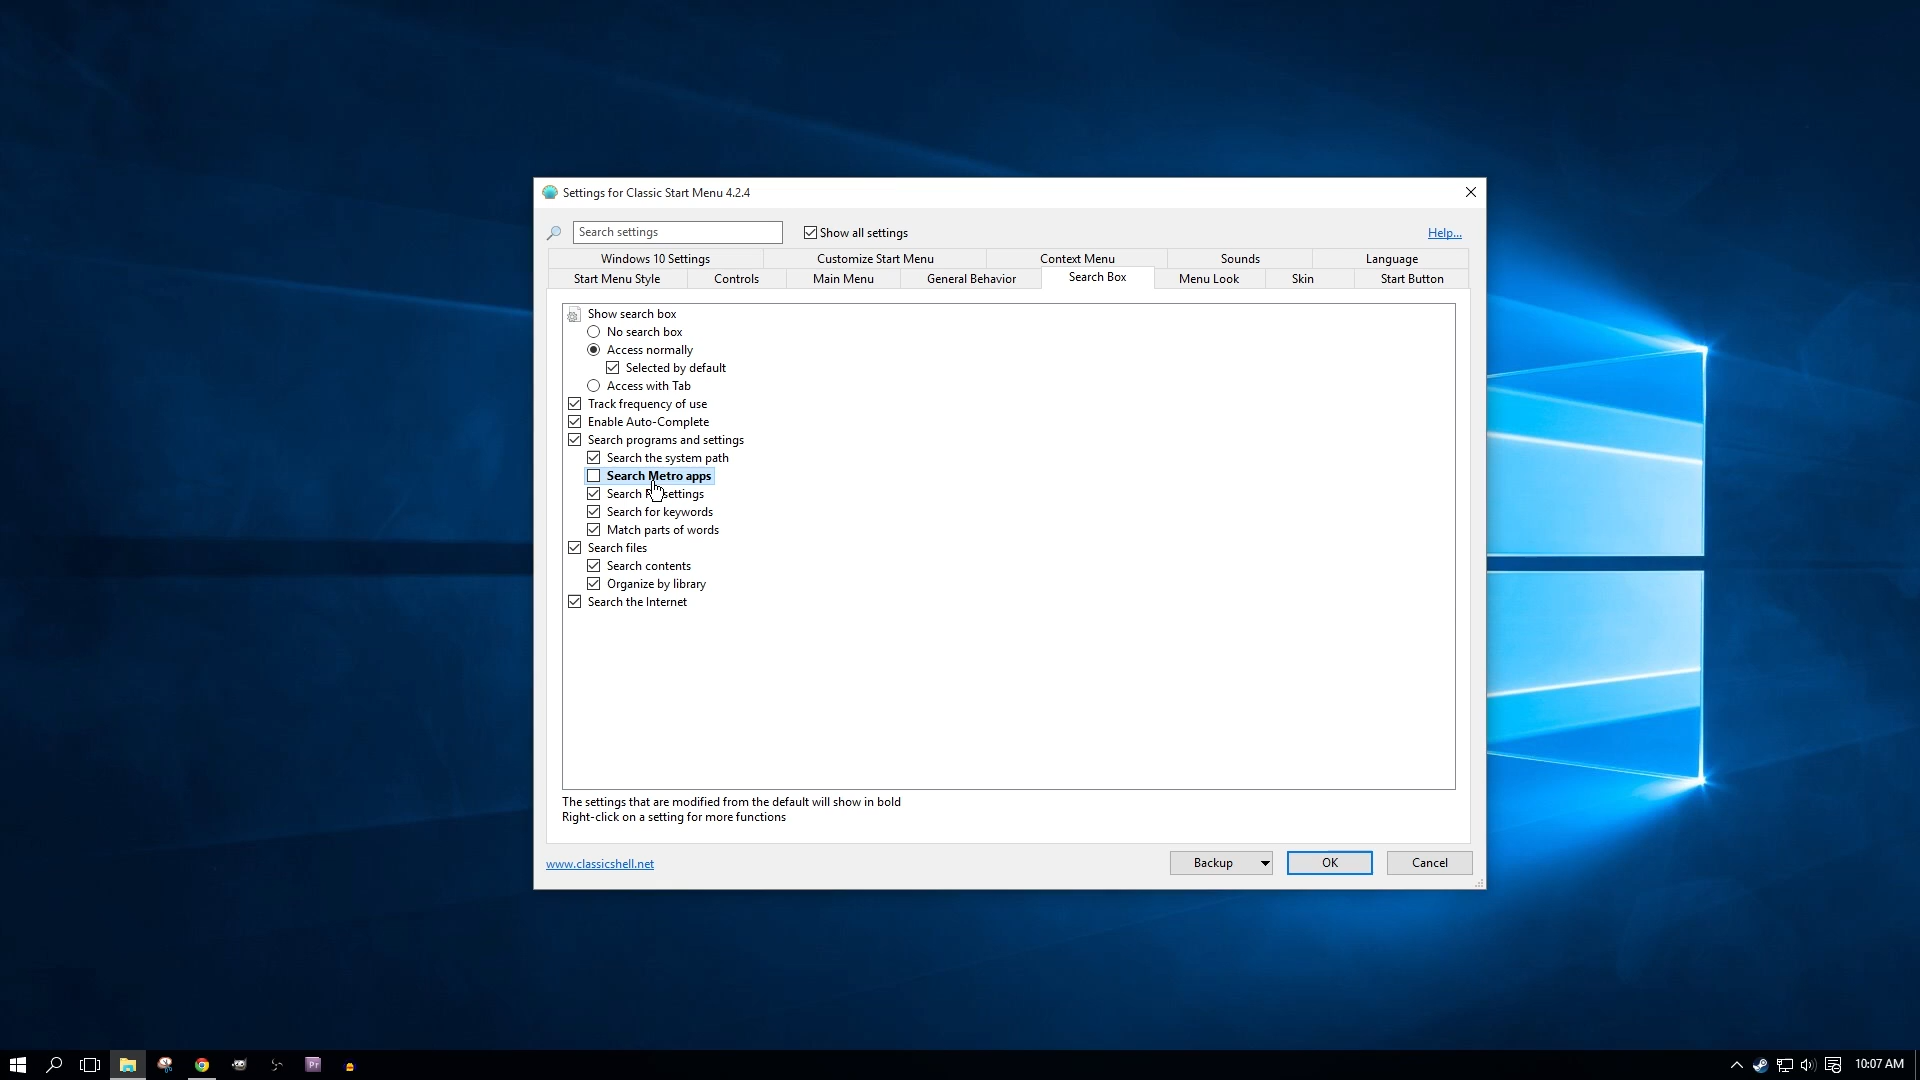 Settings for Classic Start Menu 4.2.4
Search settings
Show all settings
Help...
Windows 10 Settings Customize Start Menu Context Menu Sounds Language
Start Menu Style Controls Main Menu General Behavior Search Box Menu Look Skin Start Button
Show search box
No search box
Access normally
Selected by default
Access with Tab
Track frequency of use
Enable Auto-Complete
Search programs and settings
Search the system path
Search Metro apps
Search settings
Search for keywords
Match parts of words
Search files
Search contents
Organize by library
Search the Internet
The settings that are modified from the default will show in bold
Right-click on a setting for more functions
www.classicshell.net
Backup OK Cancel
Pr
10:07 AM